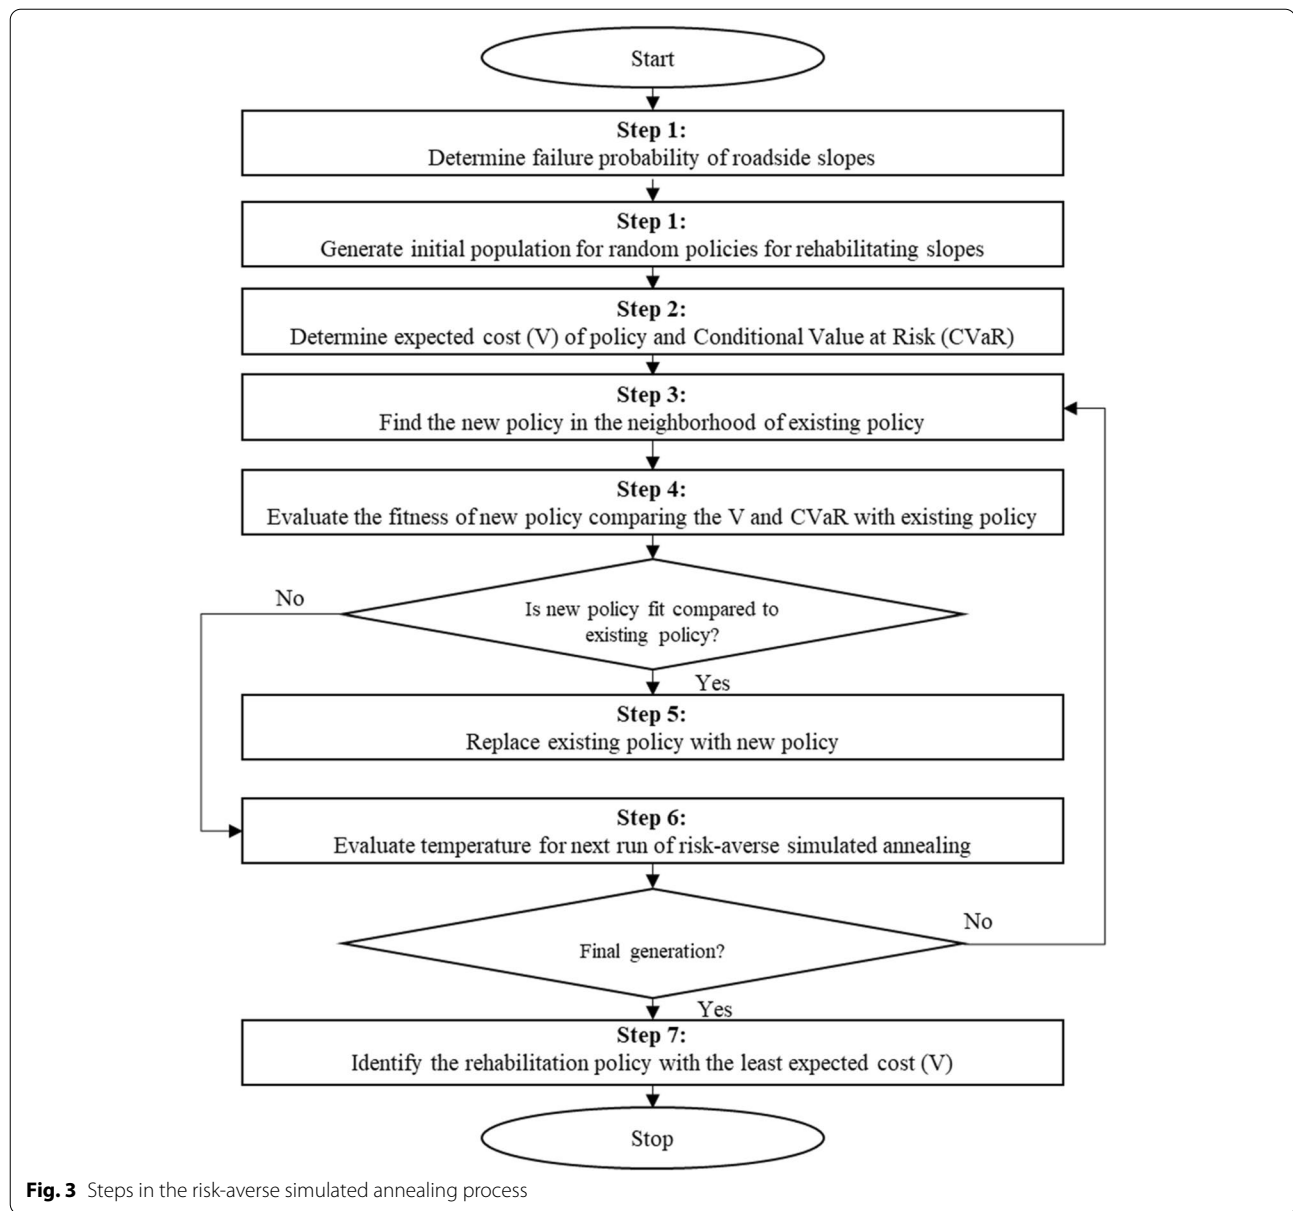 Start
Step 1:
Determine failure probability of roadside slopes
Step 1:
Generate initial population for random policies for rehabilitating slopes
Step 2:
Determine expected cost (V) of policy and Conditional Value at Risk (CVaR)
Step 3:
Find the new policy in the neighborhood of existing policy
Step 4:
Evaluate the fitness of new policy comparing the V and CVaR with existing policy
No
Is new policy fit compared to
existing policy?
Yes
Step 5:
Replace existing policy with new policy
Step 6:
Evaluate temperature for next run of risk-averse simulated annealing
No
Final generation?
Yes
Step 7:
Identify the rehabilitation policy with the least expected cost (V)
Stop
Fig. 3 Steps in the risk-averse simulated annealing process